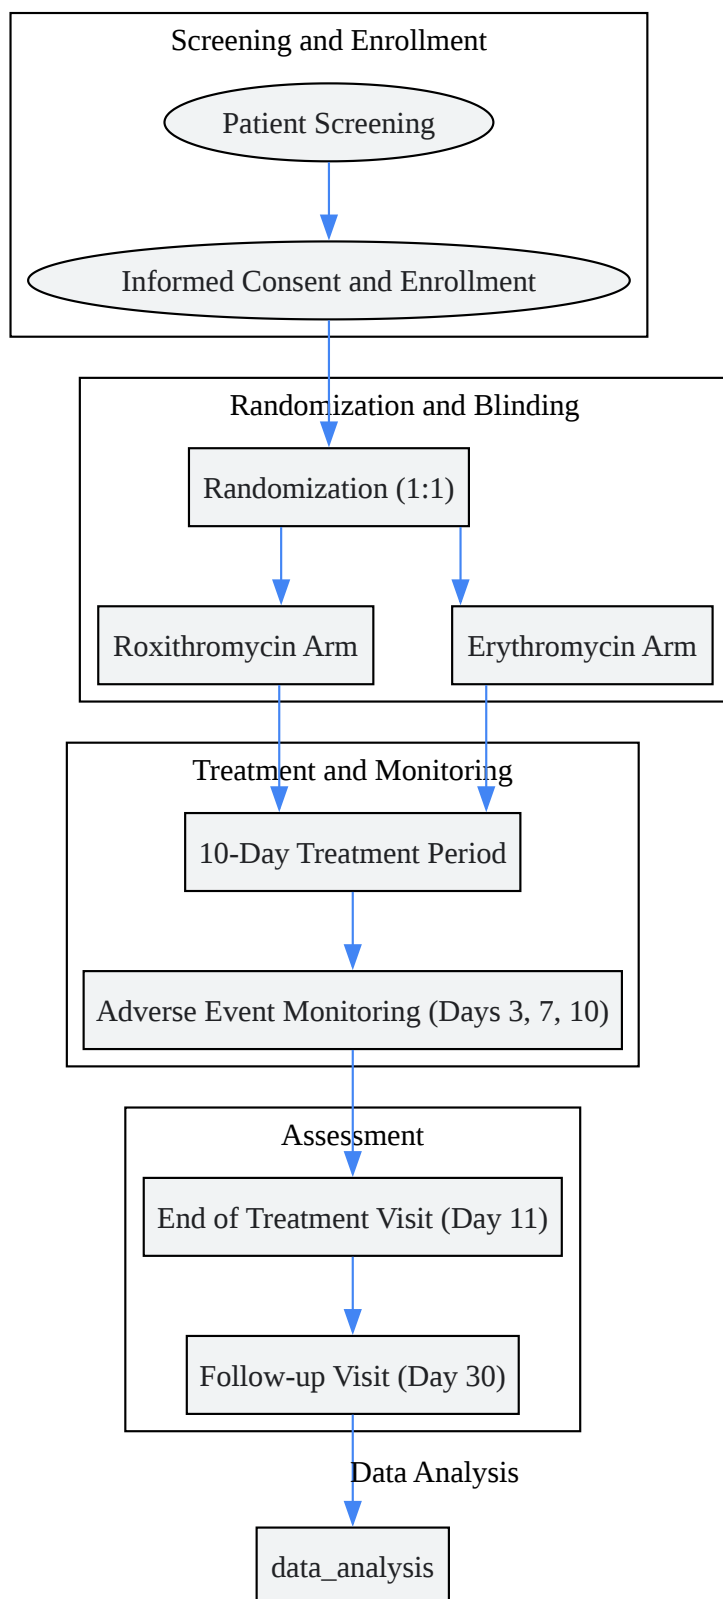 Screening and Enrollment
Patient Screening
Informed Consent and Enrollment
Randomization and Blinding
Randomization (1:1)
Roxithromycin Arm
Erythromycin Arm
Treatment and Monitoring
10-Day Treatment Period
Adverse Event Monitoring (Days 3, 7, 10)
Assessment
End of Treatment Visit (Day 11)
Follow-up Visit (Day 30)
Data Analysis
data_analysis